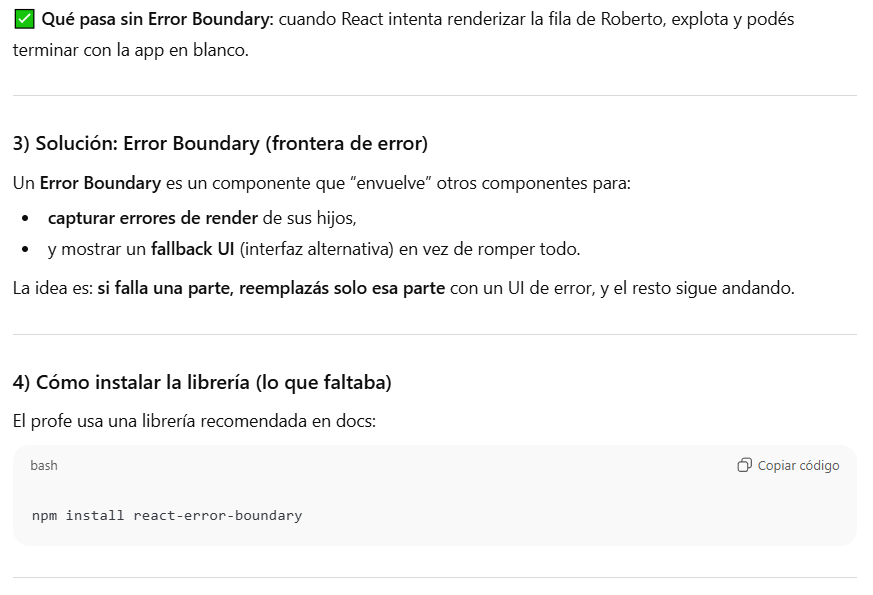 ✅ Qué pasa sin Error Boundary: cuando React intenta renderizar la fila de Roberto, explota y podés
terminar con la app en blanco.
3) Solución: Error Boundary (frontera de error)
Un Error Boundary es un componente que “envuelve” otros componentes para:
• capturar errores de render de sus hijos,
• y mostrar un fallback UI (interfaz alternativa) en vez de romper todo.
La idea es: si falla una parte, reemplazás solo esa parte con un UI de error, y el resto sigue andando.
4) Cómo instalar la librería (lo que faltaba)
El profe usa una librería recomendada en docs:
bash
Copiar código
npm install react-error-boundary